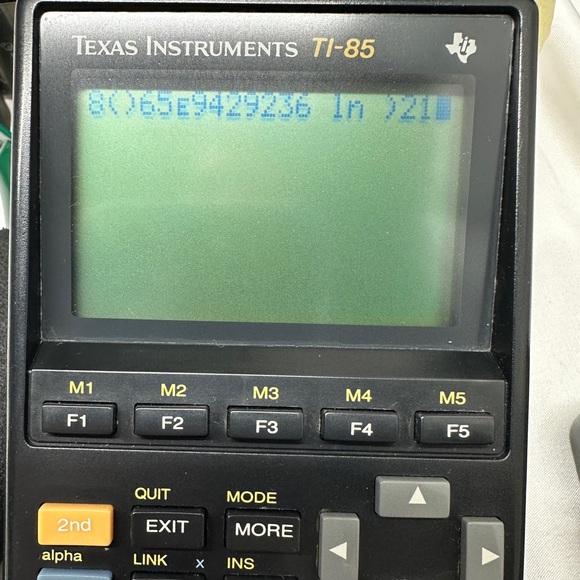 TEXAS INSTRUMENTS TI-85
8()65E9429236 ln )21
M1 M2 M3 M4 M5
F1 F2 F3 F4 F5
QUIT MODE
2nd EXIT MORE
alpha LINK x INS